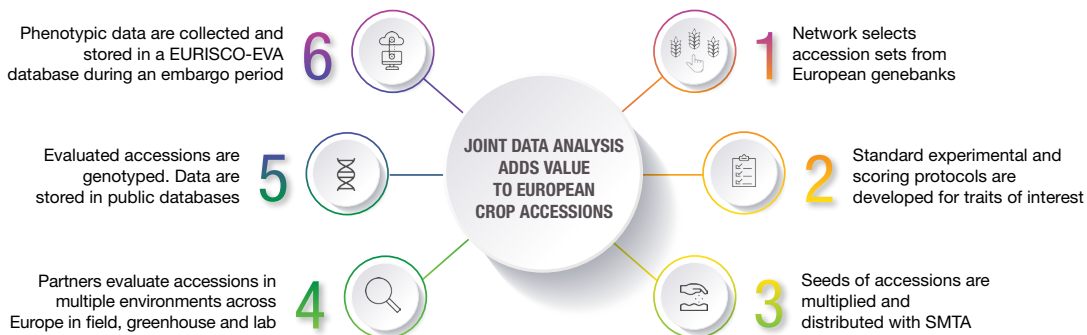 JOINT DATA ANALYSIS
ADDS VALUE
TO EUROPEAN
CROP ACCESSIONS
1
Network selects
accession sets from
European genebanks
2
Standard experimental and
scoring protocols are
developed for traits of interest
3
Seeds of accessions are
multiplied and
distributed with SMTA
4
Partners evaluate accessions in
multiple environments across
Europe in field, greenhouse and lab
5
Evaluated accessions are
genotyped. Data are
stored in public databases
6
Phenotypic data are collected and
stored in a EURISCO-EVA
database during an embargo period